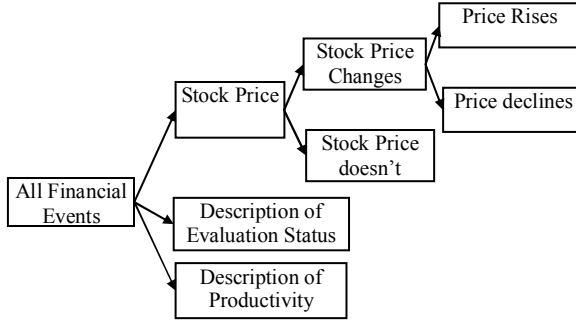 Price Rises
Stock Price
Changes
Stock Price
Price declines
Stock Price
doesn't
All Financial
Events
Description of
Evaluation Status
Description of
Productivity